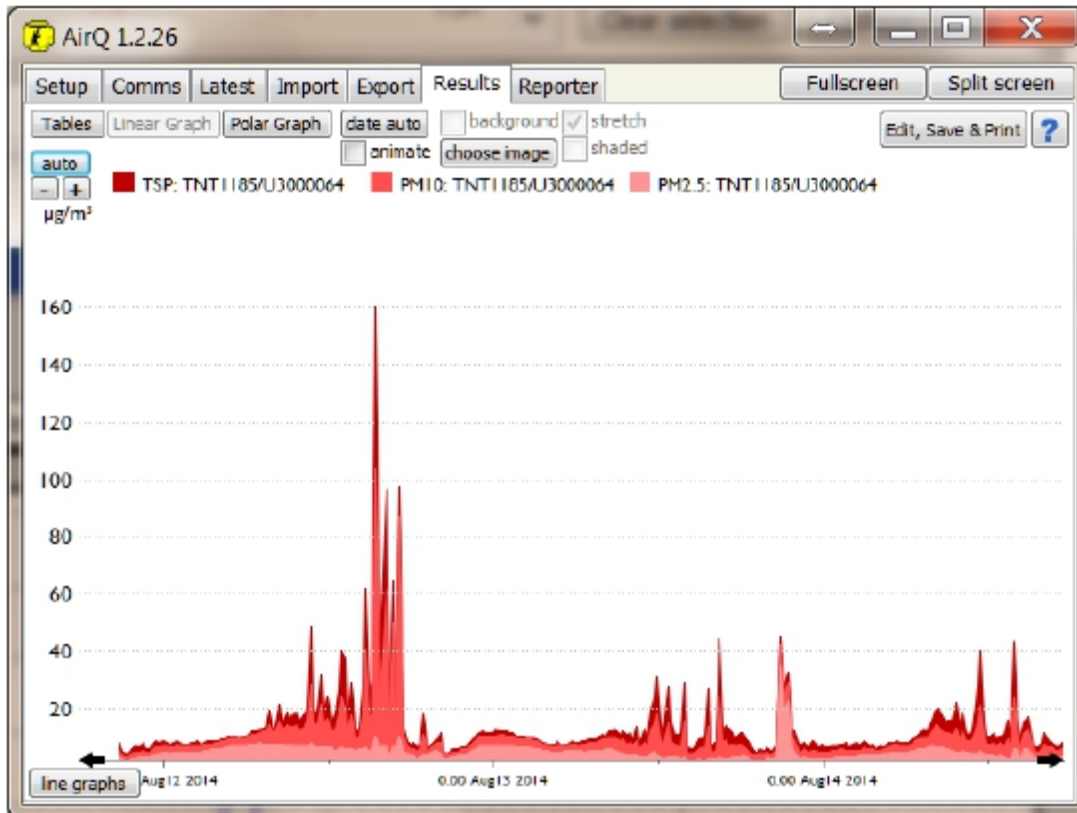 Clear selection
AirQ 1.2.26
Setup Comms Latest Import Export Results Reporter Fullscreen Split screen
Tables Linear Graph Polar Graph date auto background stretch Edit, Save & Print ?
auto animate choose image shaded
- + TSP: TNT1185/U3000064 PM10: TNT1185/U3000064 PM2.5: TNT1185/U3000064
µg/m³
160
140
120
100
80
60
40
20
line graphs Aug12 2014 0.00 Aug13 2014 0.00 Aug14 2014